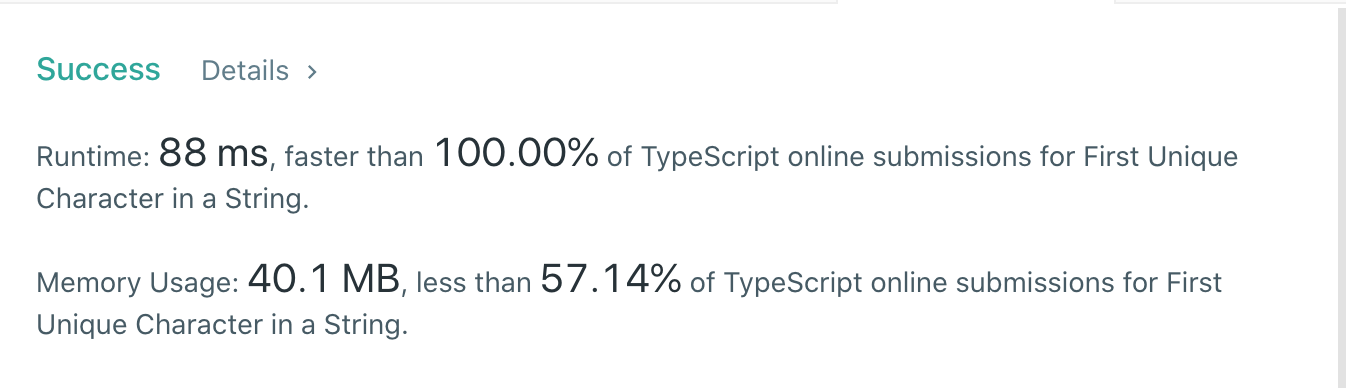 Success Details >
Runtime: 88 ms, faster than 100.00% of TypeScript online submissions for First Unique
Character in a String.
Memory Usage: 40.1 MB, less than 57.14% of TypeScript online submissions for First
Unique Character in a String.